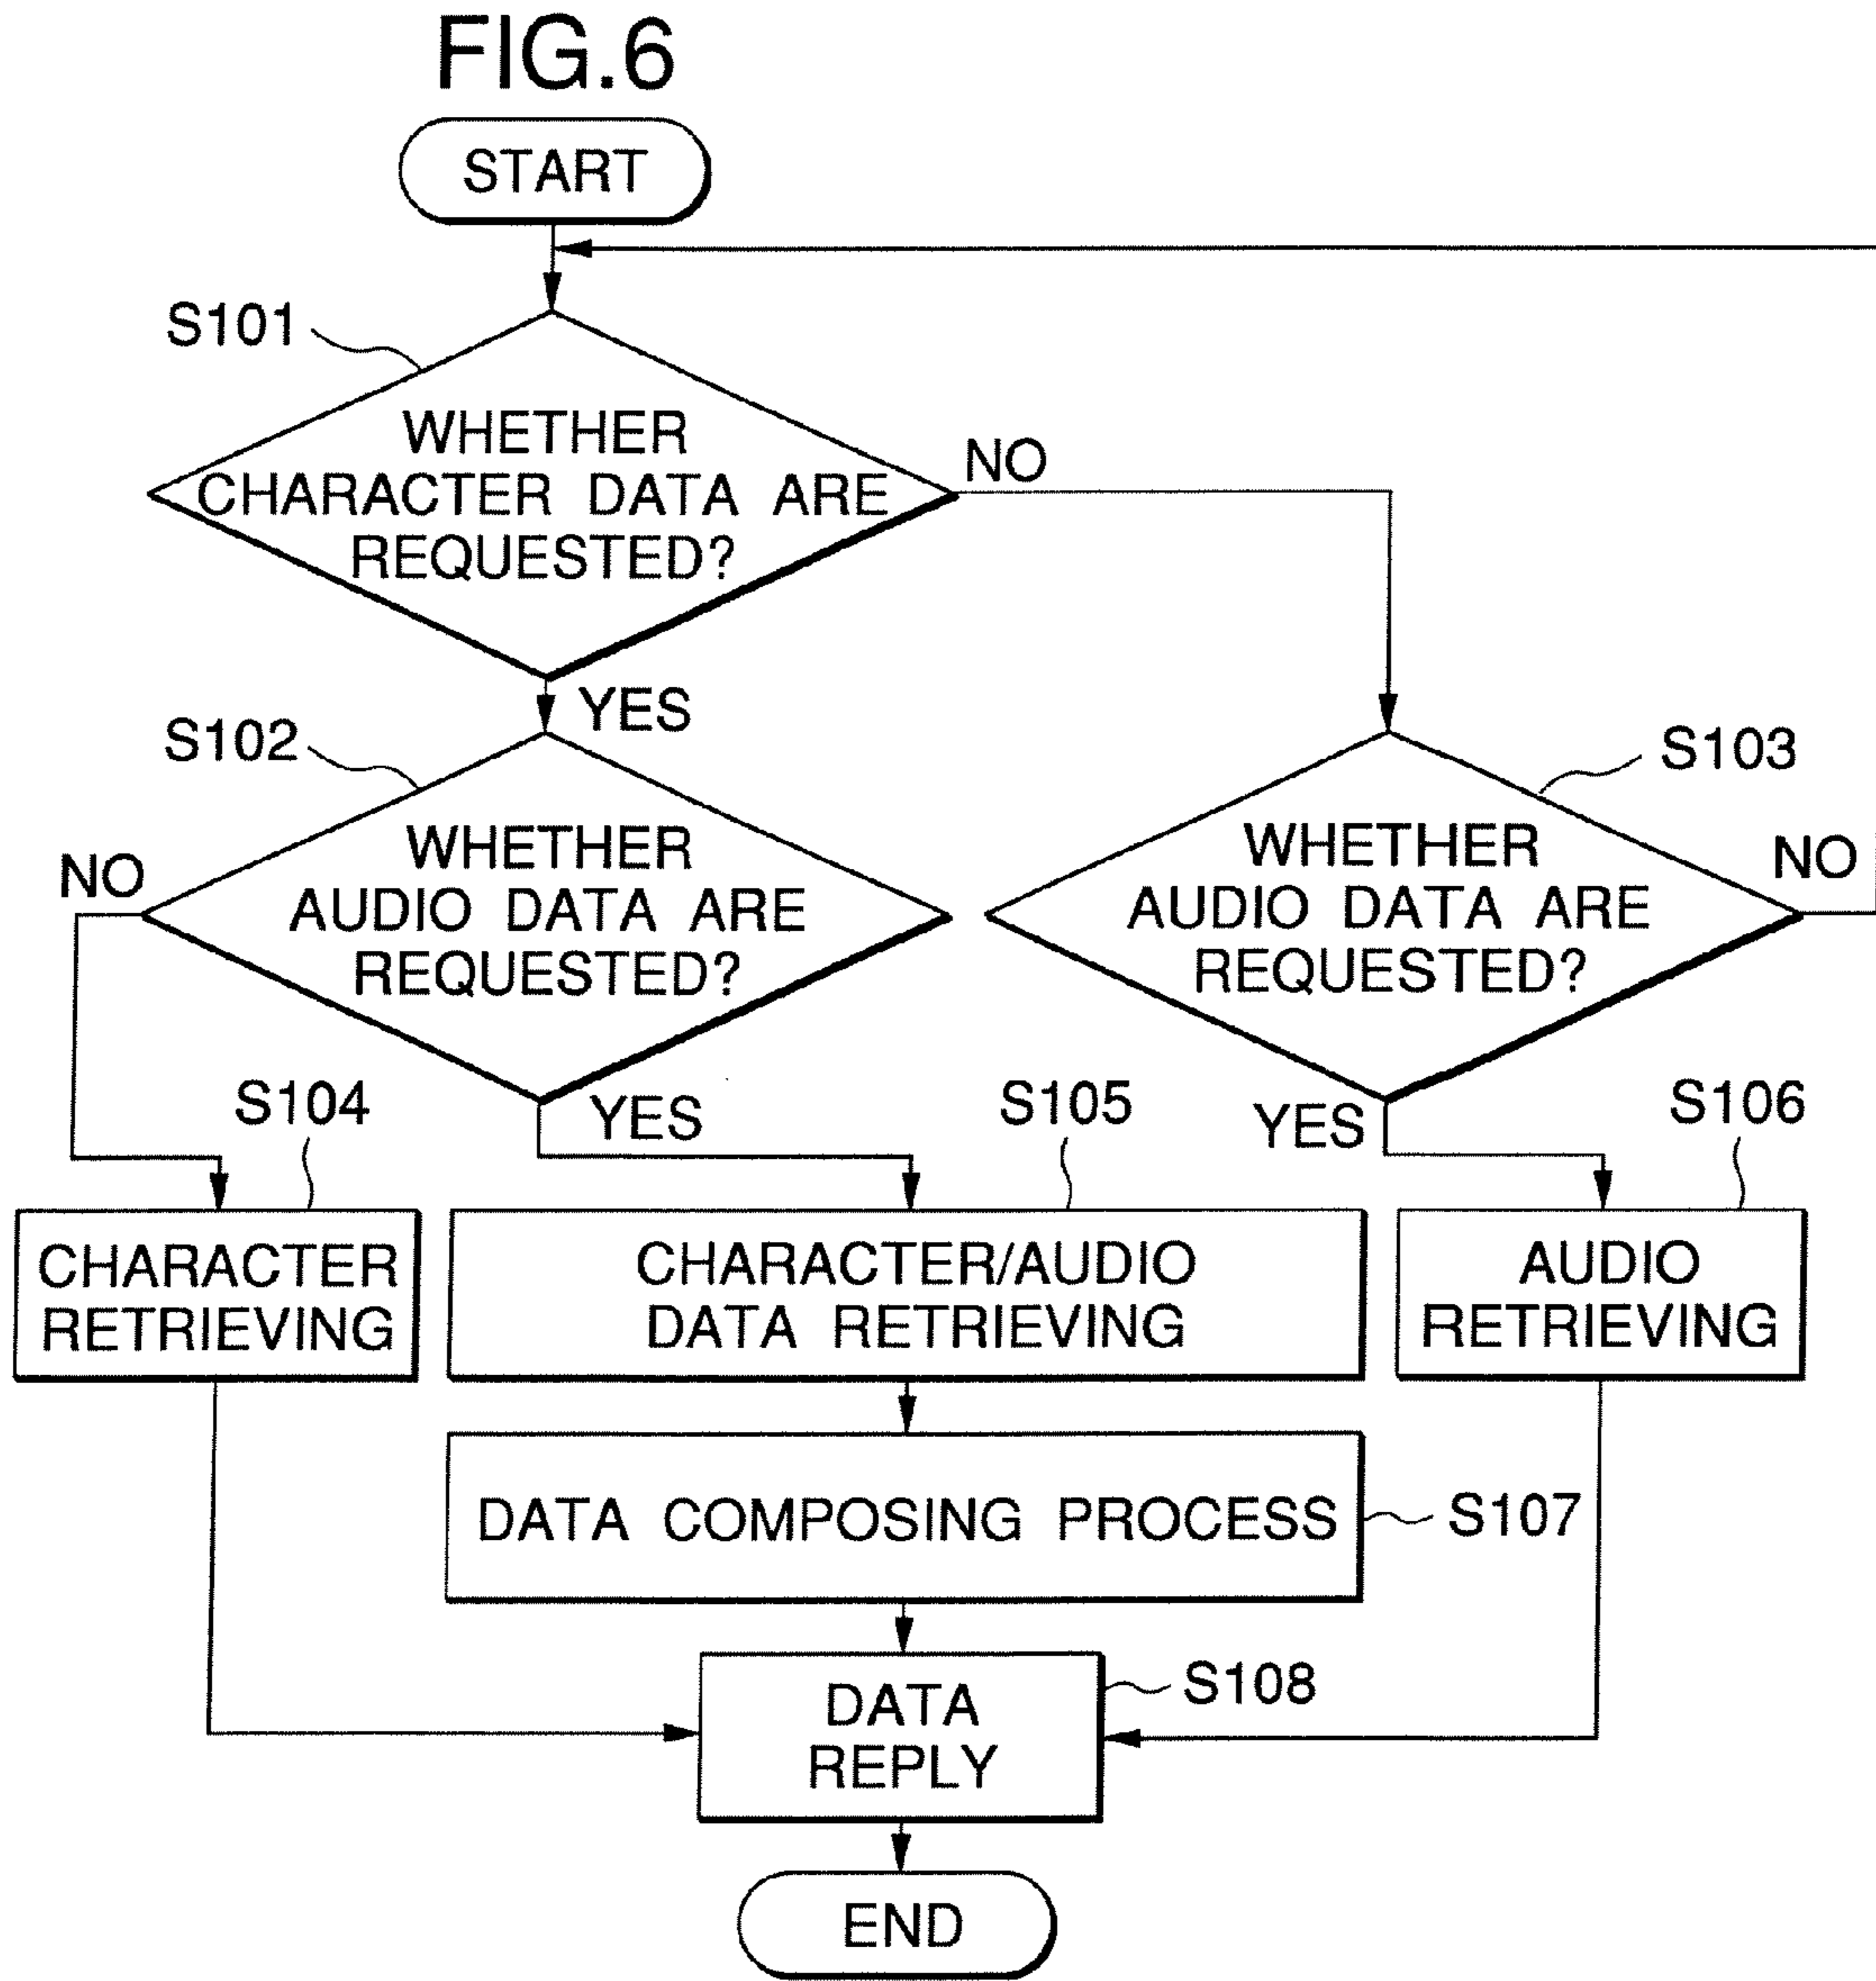 FIG.6
START
S101
WHETHER
CHARACTER DATA ARE
REQUESTED?
NO
YES
S102
WHETHER
AUDIO DATA ARE
REQUESTED?
NO
YES
S103
WHETHER
AUDIO DATA ARE
REQUESTED?
NO
YES
S104
CHARACTER
RETRIEVING
S105
CHARACTER/AUDIO
DATA RETRIEVING
S106
AUDIO
RETRIEVING
DATA COMPOSING PROCESS
S107
DATA
REPLY
S108
END